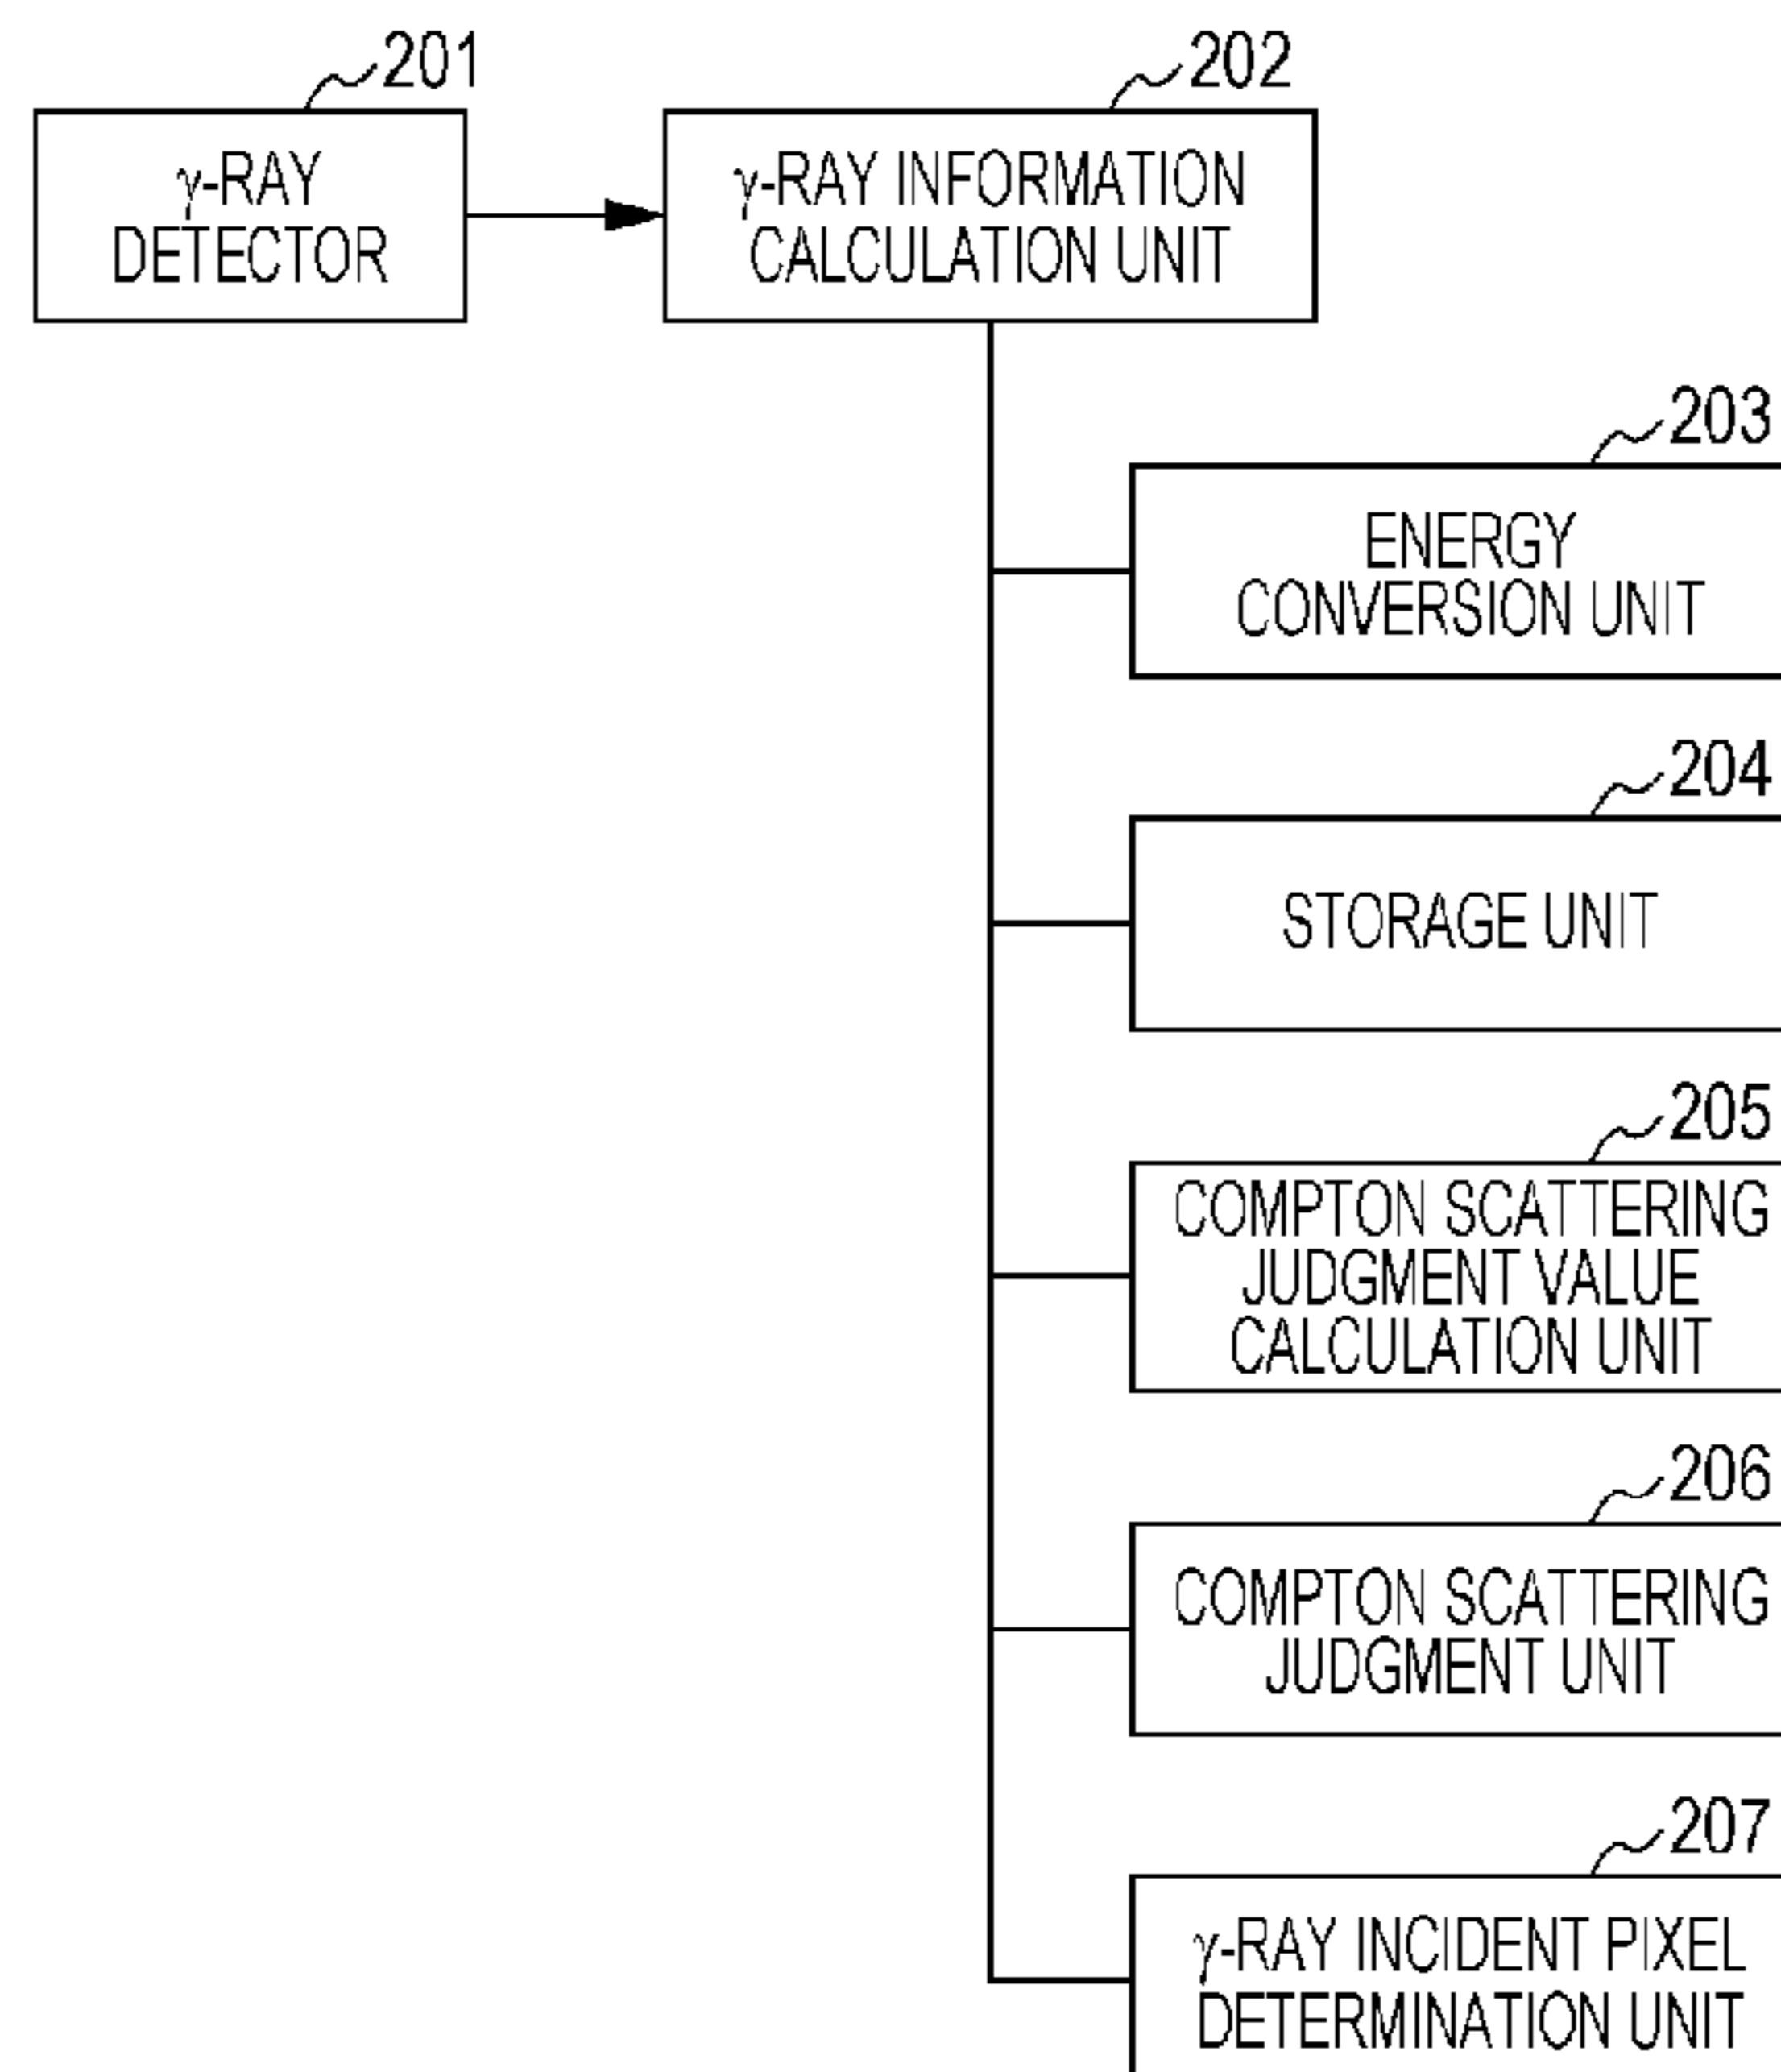 201
γ-RAY
DETECTOR
202
γ-RAY INFORMATION
CALCULATION UNIT
203
ENERGY
CONVERSION UNIT
204
STORAGE UNIT
205
COMPTON SCATTERING
JUDGMENT VALUE
CALCULATION UNIT
206
COMPTON SCATTERING
JUDGMENT UNIT
207
γ-RAY INCIDENT PIXEL
DETERMINATION UNIT